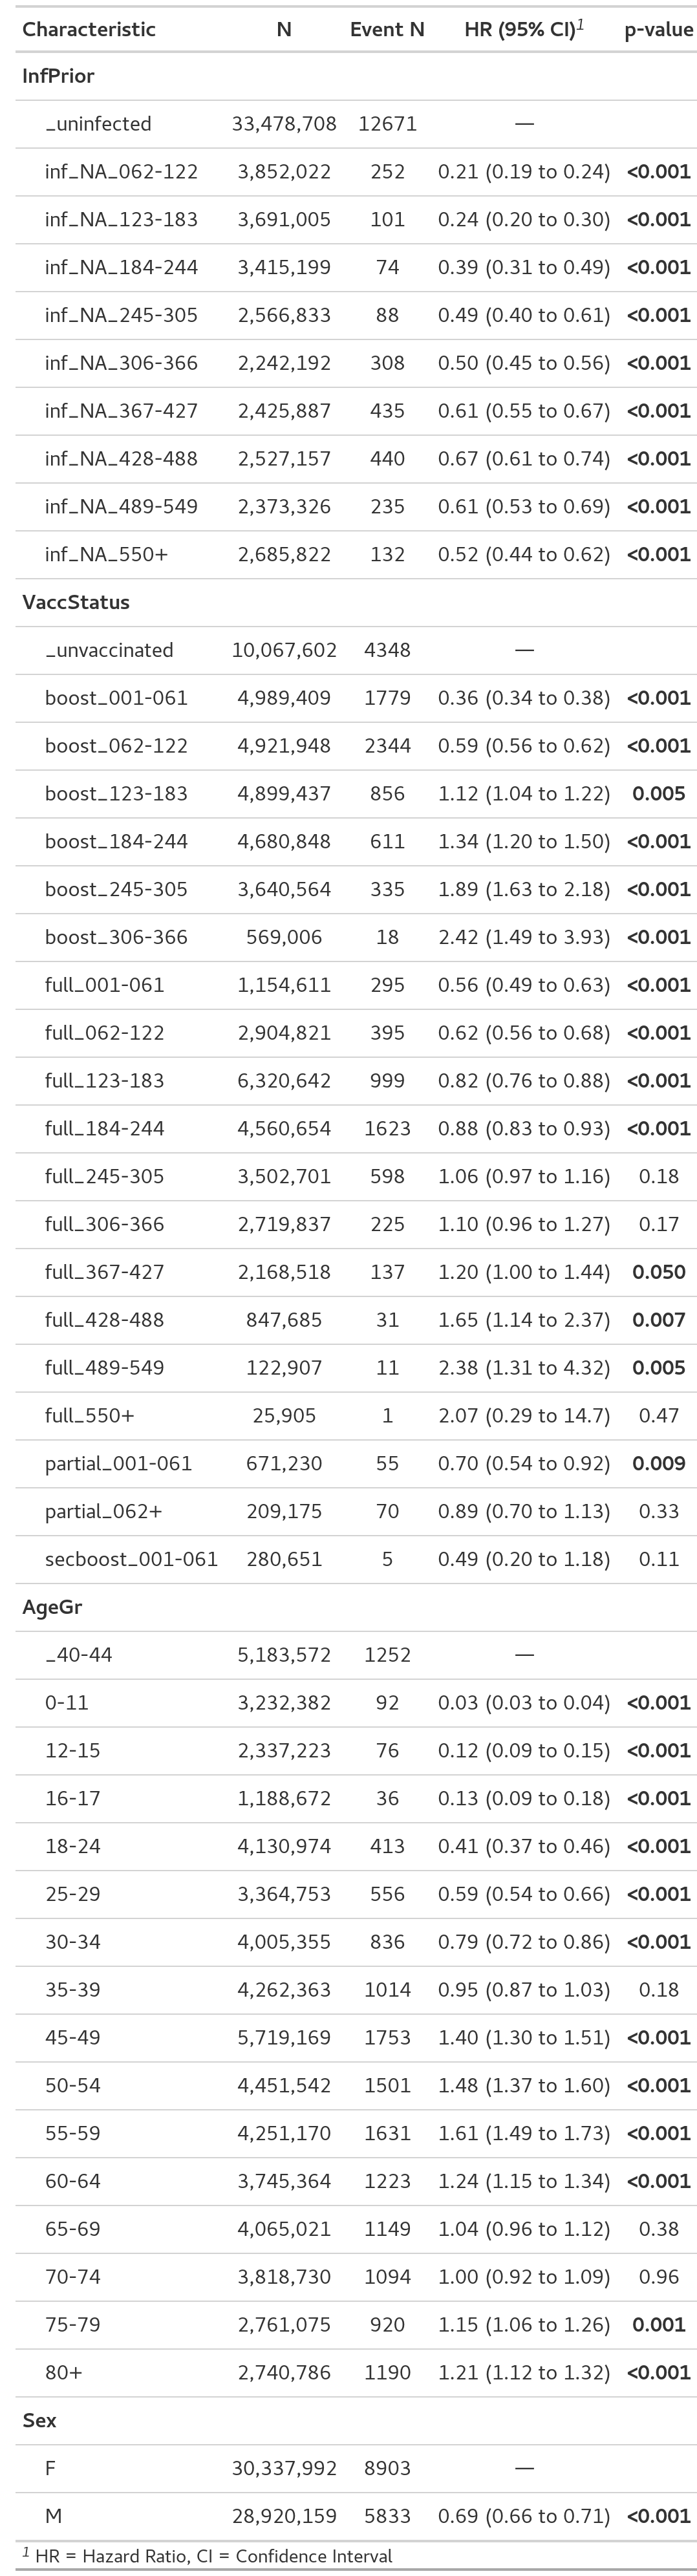 Characteristic N Event N HR (95% CI)1 p-value
InfPrior
_uninfected 33,478,708 12671 —
inf_NA_062-122 3,852,022 252 0.21 (0.19 to 0.24) <0.001
inf_NA_123-183 3,691,005 101 0.24 (0.20 to 0.30) <0.001
inf_NA_184-244 3,415,199 74 0.39 (0.31 to 0.49) <0.001
inf_NA_245-305 2,566,833 88 0.49 (0.40 to 0.61) <0.001
inf_NA_306-366 2,242,192 308 0.50 (0.45 to 0.56) <0.001
inf_NA_367-427 2,425,887 435 0.61 (0.55 to 0.67) <0.001
inf_NA_428-488 2,527,157 440 0.67 (0.61 to 0.74) <0.001
inf_NA_489-549 2,373,326 235 0.61 (0.53 to 0.69) <0.001
inf_NA_550+ 2,685,822 132 0.52 (0.44 to 0.62) <0.001
VaccStatus
_unvaccinated 10,067,602 4348 —
boost_001-061 4,989,409 1779 0.36 (0.34 to 0.38) <0.001
boost_062-122 4,921,948 2344 0.59 (0.56 to 0.62) <0.001
boost_123-183 4,899,437 856 1.12 (1.04 to 1.22) 0.005
boost_184-244 4,680,848 611 1.34 (1.20 to 1.50) <0.001
boost_245-305 3,640,564 335 1.89 (1.63 to 2.18) <0.001
boost_306-366 569,006 18 2.42 (1.49 to 3.93) <0.001
full_001-061 1,154,611 295 0.56 (0.49 to 0.63) <0.001
full_062-122 2,904,821 395 0.62 (0.56 to 0.68) <0.001
full_123-183 6,320,642 999 0.82 (0.76 to 0.88) <0.001
full_184-244 4,560,654 1623 0.88 (0.83 to 0.93) <0.001
full_245-305 3,502,701 598 1.06 (0.97 to 1.16) 0.18
full_306-366 2,719,837 225 1.10 (0.96 to 1.27) 0.17
full_367-427 2,168,518 137 1.20 (1.00 to 1.44) 0.050
full_428-488 847,685 31 1.65 (1.14 to 2.37) 0.007
full_489-549 122,907 11 2.38 (1.31 to 4.32) 0.005
full_550+ 25,905 1 2.07 (0.29 to 14.7) 0.47
partial_001-061 671,230 55 0.70 (0.54 to 0.92) 0.009
partial_062+ 209,175 70 0.89 (0.70 to 1.13) 0.33
secboost_001-061 280,651 5 0.49 (0.20 to 1.18) 0.11
AgeGr
_40-44 5,183,572 1252 —
0-11 3,232,382 92 0.03 (0.03 to 0.04) <0.001
12-15 2,337,223 76 0.12 (0.09 to 0.15) <0.001
16-17 1,188,672 36 0.13 (0.09 to 0.18) <0.001
18-24 4,130,974 413 0.41 (0.37 to 0.46) <0.001
25-29 3,364,753 556 0.59 (0.54 to 0.66) <0.001
30-34 4,005,355 836 0.79 (0.72 to 0.86) <0.001
35-39 4,262,363 1014 0.95 (0.87 to 1.03) 0.18
45-49 5,719,169 1753 1.40 (1.30 to 1.51) <0.001
50-54 4,451,542 1501 1.48 (1.37 to 1.60) <0.001
55-59 4,251,170 1631 1.61 (1.49 to 1.73) <0.001
60-64 3,745,364 1223 1.24 (1.15 to 1.34) <0.001
65-69 4,065,021 1149 1.04 (0.96 to 1.12) 0.38
70-74 3,818,730 1094 1.00 (0.92 to 1.09) 0.96
75-79 2,761,075 920 1.15 (1.06 to 1.26) 0.001
80+ 2,740,786 1190 1.21 (1.12 to 1.32) <0.001
Sex
F 30,337,992 8903 —
M 28,920,159 5833 0.69 (0.66 to 0.71) <0.001
1 HR = Hazard Ratio, CI = Confidence Interval